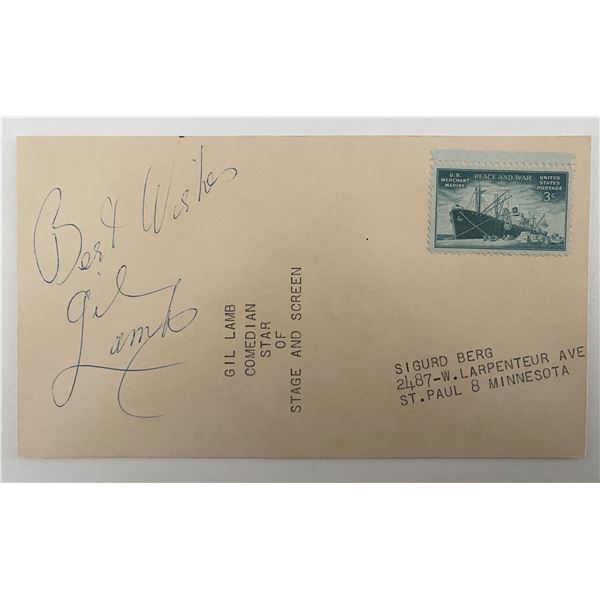 Best Wishes
Gil
Lamb
GIL LAMB
COMEDIAN
STAR
OF
STAGE AND SCREEN
U.S. MERCHANT MARINE
PEACE AND WAR
UNITED STATES POSTAGE
3¢
SIGURD BERG
2487-W. LARPENTEUR AVE
ST. PAUL 8 MINNESOTA